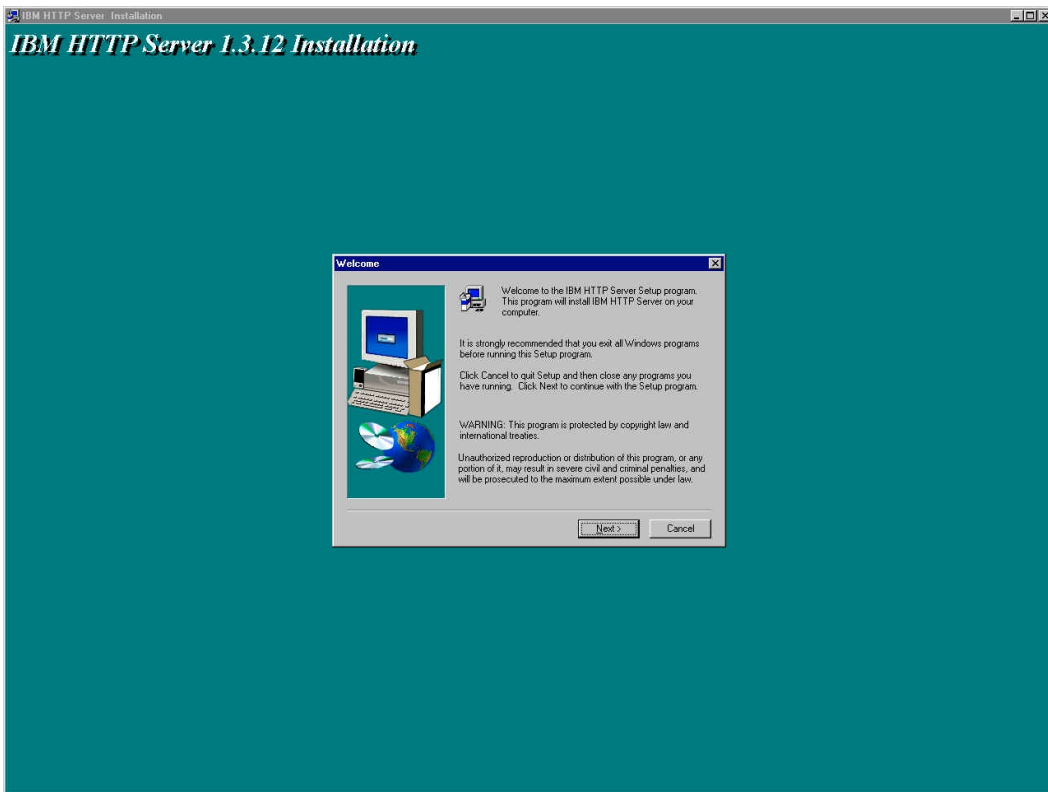 IBM HTTP Server Installation
IBM HTTP Server 1.3.12 Installation
Welcome
Welcome to the IBM HTTP Server Setup program.
This program will install IBM HTTP Server on your
computer.
It is strongly recommended that you exit all Windows programs
before running this Setup program.
Click Cancel to quit Setup and then close any programs you
have running. Click Next to continue with the Setup program.
WARNING: This program is protected by copyright law and
international treaties.
Unauthorized reproduction or distribution of this program, or any
portion of it, may result in severe civil and criminal penalties, and
will be prosecuted to the maximum extent possible under law.
Next >
Cancel